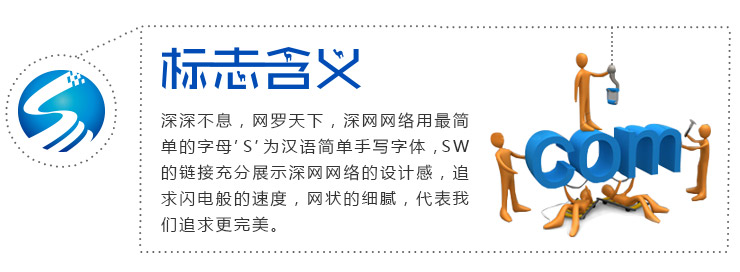 标志含义
深深不息，网罗天下，深网网络用最简
单的字母’S’为汉语简单手写字体，SW
的链接充分展示深网网络的设计感，追
求闪电般的速度，网状的细腻，代表我
们追求更完美。
com